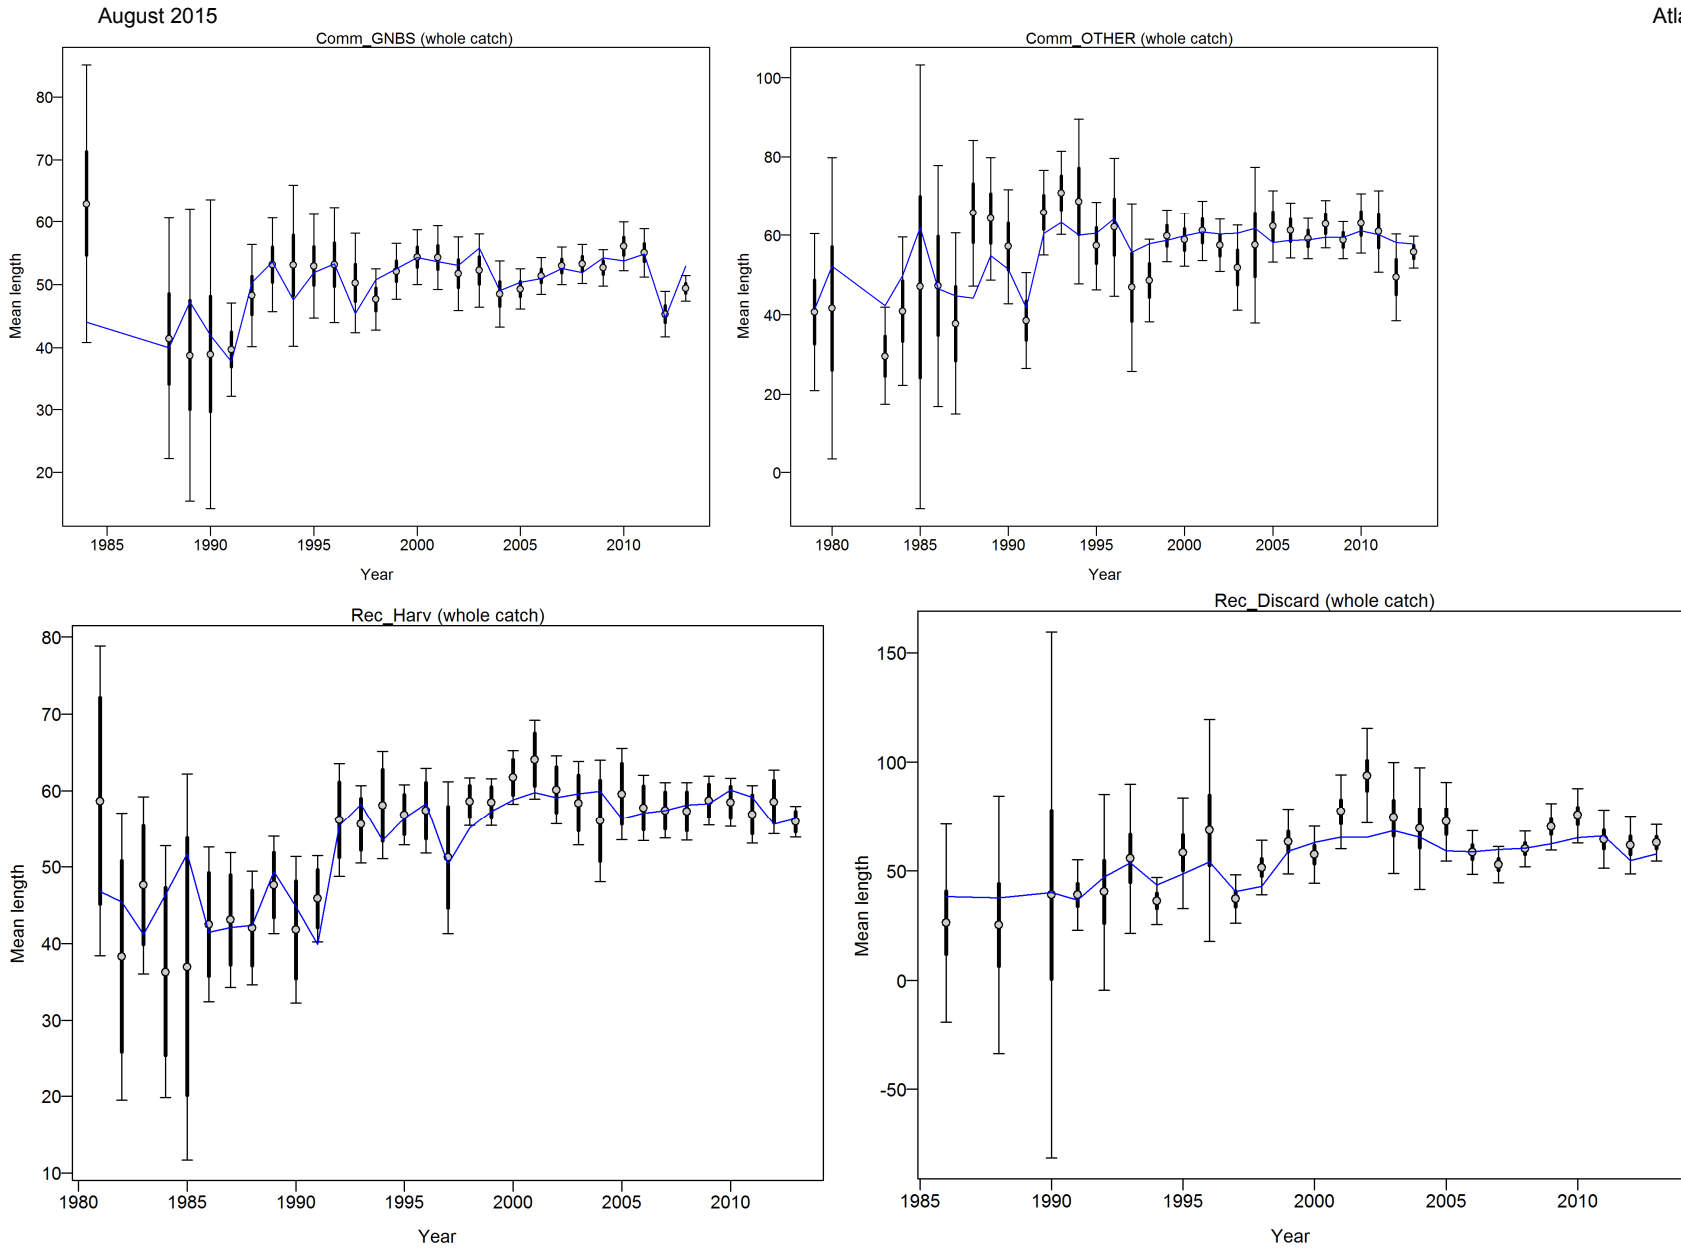 August 2015
Atla
Comm_GNBS (whole catch)
Mean length
80
70
60
50
40
30
20
1985 1990 1995 2000 2005 2010
Year
Comm_OTHER (whole catch)
Mean length
100
80
60
40
20
0
1980 1985 1990 1995 2000 2005 2010
Year
Rec_Harv (whole catch)
Mean length
80
70
60
50
40
30
20
10
1980 1985 1990 1995 2000 2005 2010
Year
Rec_Discard (whole catch)
Mean length
150
100
50
0
-50
1985 1990 1995 2000 2005 2010
Year